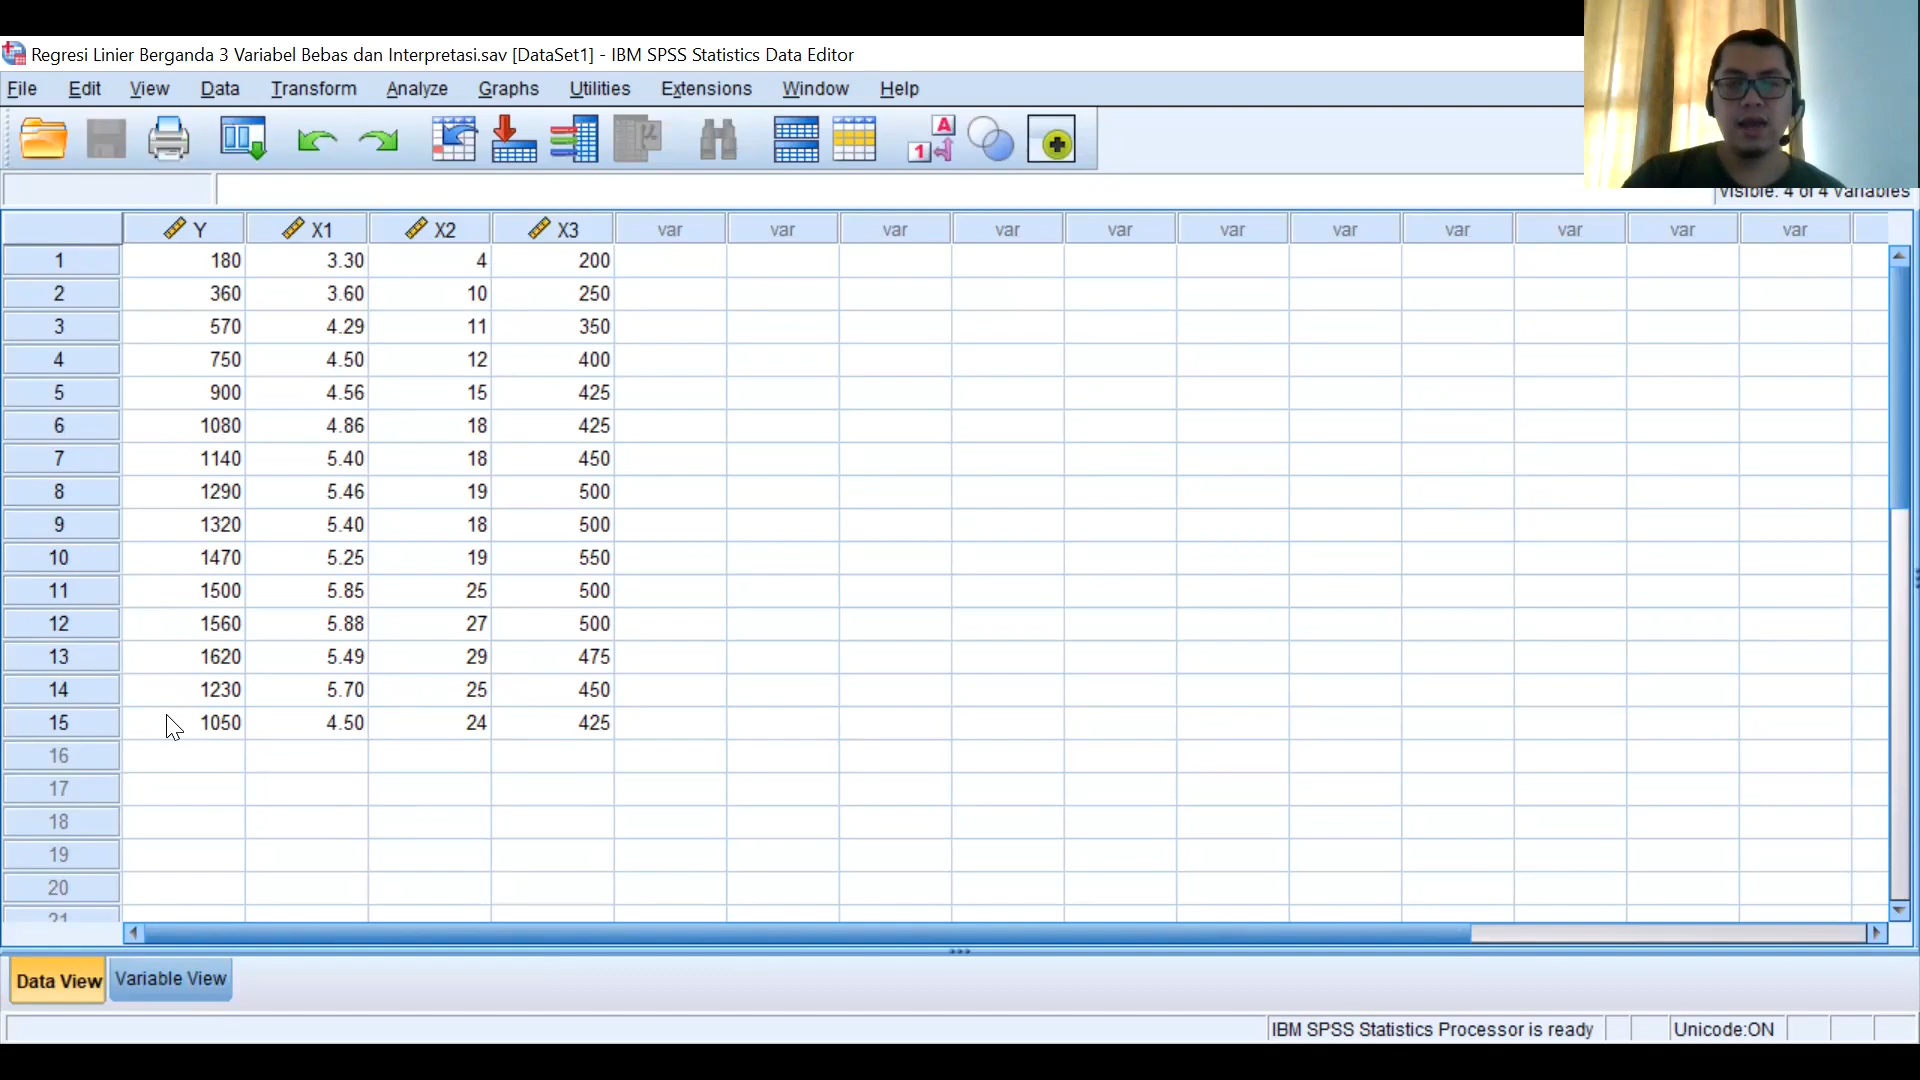 Regresi Linier Berganda 3 Variabel Bebas dan Interpretasi.sav [DataSet1] - IBM SPSS Statistics Data Editor
File Edit View Data Transform Analyze Graphs Utilities Extensions Window Help
Visible: 4 of 4 Variables
Y X1 X2 X3 var var var var var var var var var var var
1 180 3.30 4 200
2 360 3.60 10 250
3 570 4.29 11 350
4 750 4.50 12 400
5 900 4.56 15 425
6 1080 4.86 18 425
7 1140 5.40 18 450
8 1290 5.46 19 500
9 1320 5.40 18 500
10 1470 5.25 19 550
11 1500 5.85 25 500
12 1560 5.88 27 500
13 1620 5.49 29 475
14 1230 5.70 25 450
15 1050 4.50 24 425
16
17
18
19
20
21
Data View Variable View
IBM SPSS Statistics Processor is ready Unicode:ON